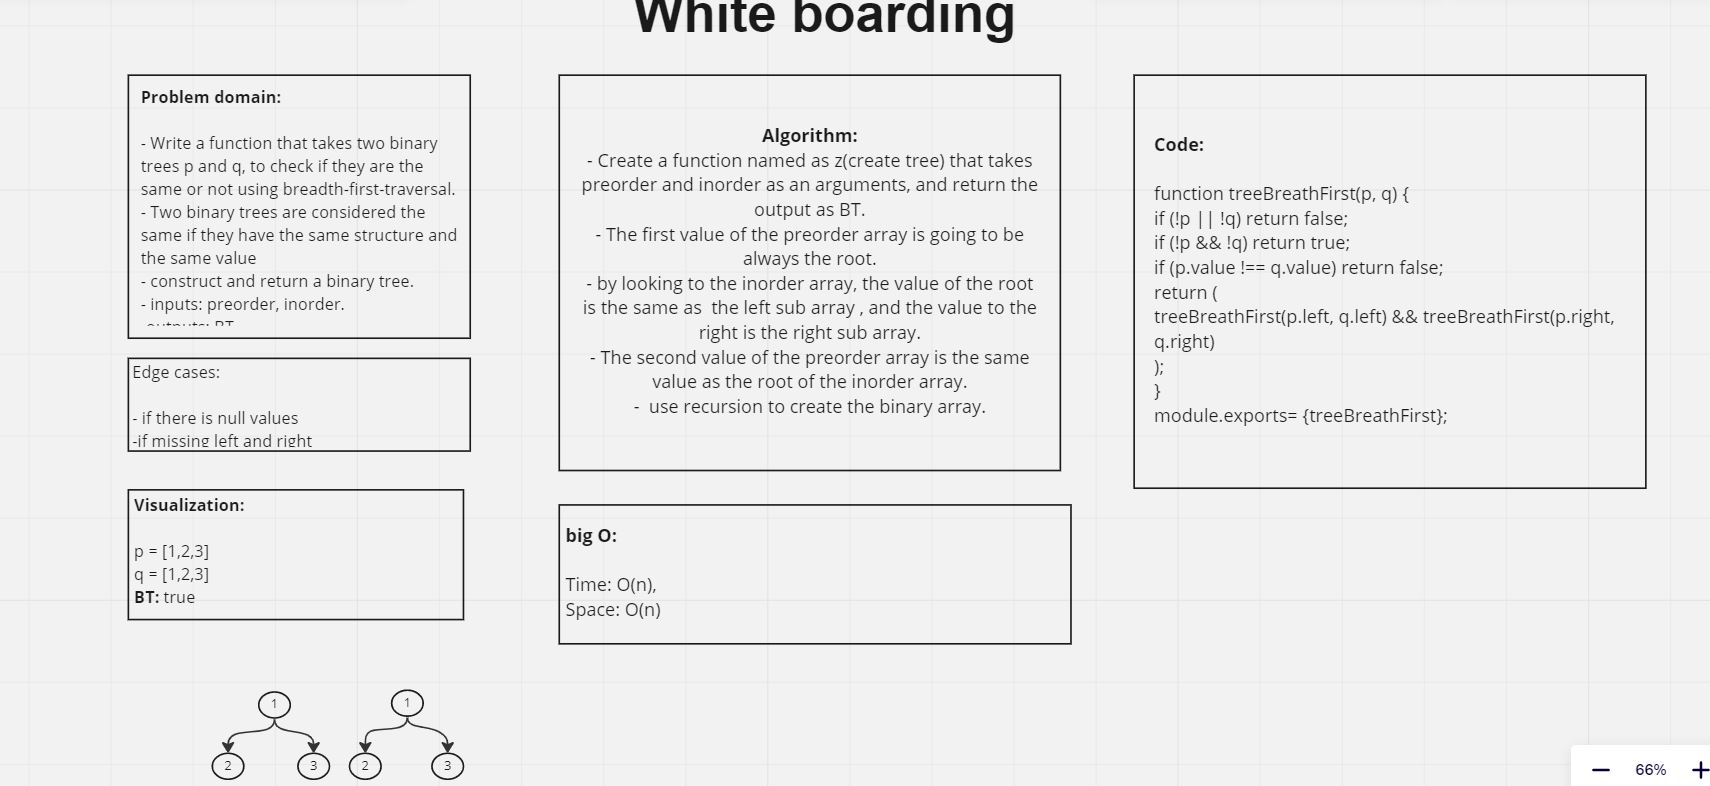 White boarding
Problem domain:
- Write a function that takes two binary
trees p and q, to check if they are the
same or not using breadth-first-traversal.
- Two binary trees are considered the
same if they have the same structure and
the same value
- construct and return a binary tree.
- inputs: preorder, inorder.
-outputs: BT
Edge cases:
- if there is null values
-if missing left and right
Visualization:
p = [1,2,3]
q = [1,2,3]
BT: true
1
2
3
1
2
3
Algorithm:
- Create a function named as z(create tree) that takes
preorder and inorder as an arguments, and return the
output as BT.
- The first value of the preorder array is going to be
always the root.
- by looking to the inorder array, the value of the root
is the same as  the left sub array , and the value to the
right is the right sub array.
- The second value of the preorder array is the same
value as the root of the inorder array.
-  use recursion to create the binary array.
big O:
Time: O(n),
Space: O(n)
Code:
function treeBreathFirst(p, q) {
if (!p || !q) return false;
if (!p && !q) return true;
if (p.value !== q.value) return false;
return (
treeBreathFirst(p.left, q.left) && treeBreathFirst(p.right,
q.right)
);
}
module.exports= {treeBreathFirst};
66%